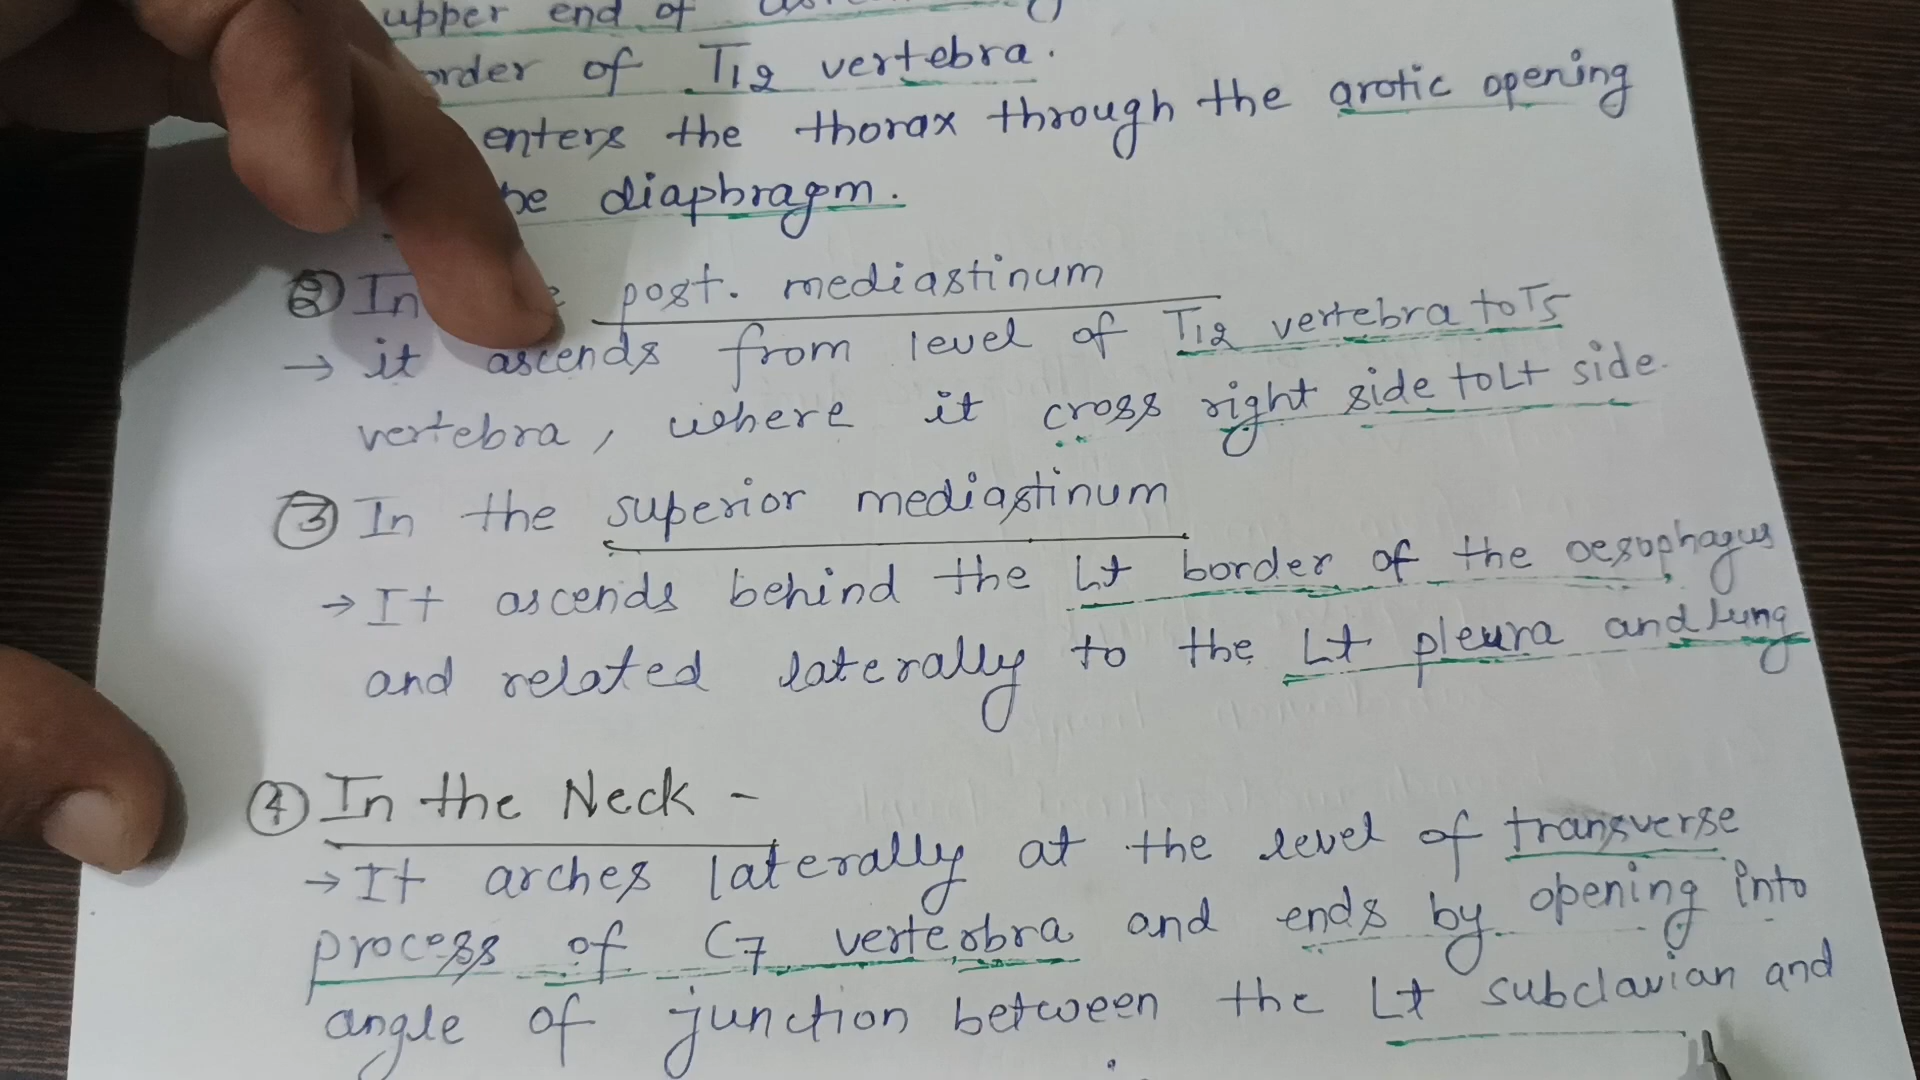 upper end of
order of T12 vertebra.
enters the thorax through the arotic opening
he diaphragm.
② In post. mediastinum
→ it ascends from level of T12 vertebra to T5
vertebra, where it cross right side to Lt side.
③ In the superior mediastinum
→ It ascends behind the Lt border of the oesophagus
and related laterally to the Lt pleura and lung
④ In the Neck -
→ It arches laterally at the level of transverse
process of C7 vertebra and ends by opening into
angle of junction between the Lt subclavian and